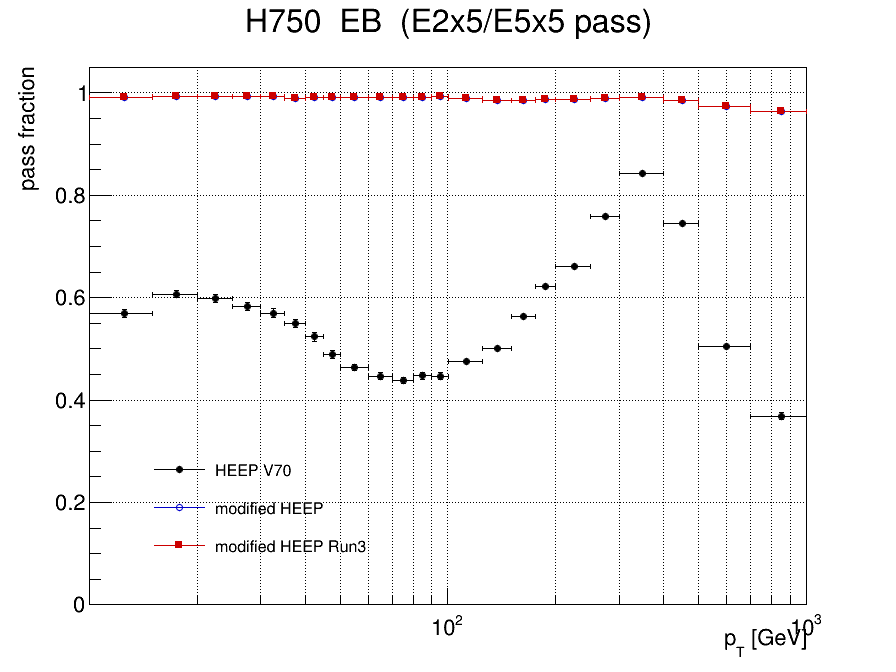 H750 EB (E2x5/E5x5 pass)
pass fraction
1
0.8
0.6
0.4
0.2
0
HEEP V70
modified HEEP
modified HEEP Run3
10²
10³
p_T [GeV]